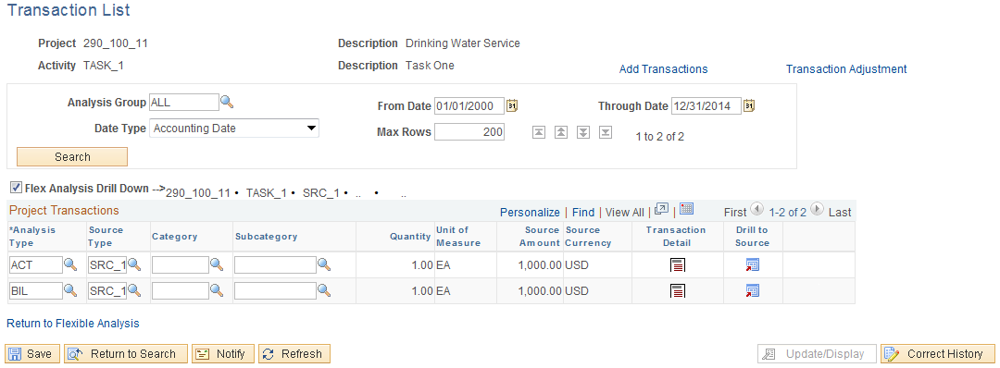 Transaction List
Project 290_100_11 Description Drinking Water Service
Activity TASK_1 Description Task One
Add Transactions Transaction Adjustment
Analysis Group ALL From Date 01/01/2000 31 Through Date 12/31/2014 31
Date Type Accounting Date Max Rows 200 1 to 2 of 2
Search
Flex Analysis Drill Down -->290_100_11 • TASK_1 • SRC_1 • .. • ..
Project Transactions Personalize | Find | View All | | First 1-2 of 2 Last
*Analysis Type Source Type Category Subcategory Quantity Unit of Measure Source Amount Source Currency Transaction Detail Drill to Source
ACT SRC_1 1.00 EA 1,000.00 USD
BIL SRC_1 1.00 EA 1,000.00 USD
Return to Flexible Analysis
Save Return to Search Notify Refresh Update/Display Correct History